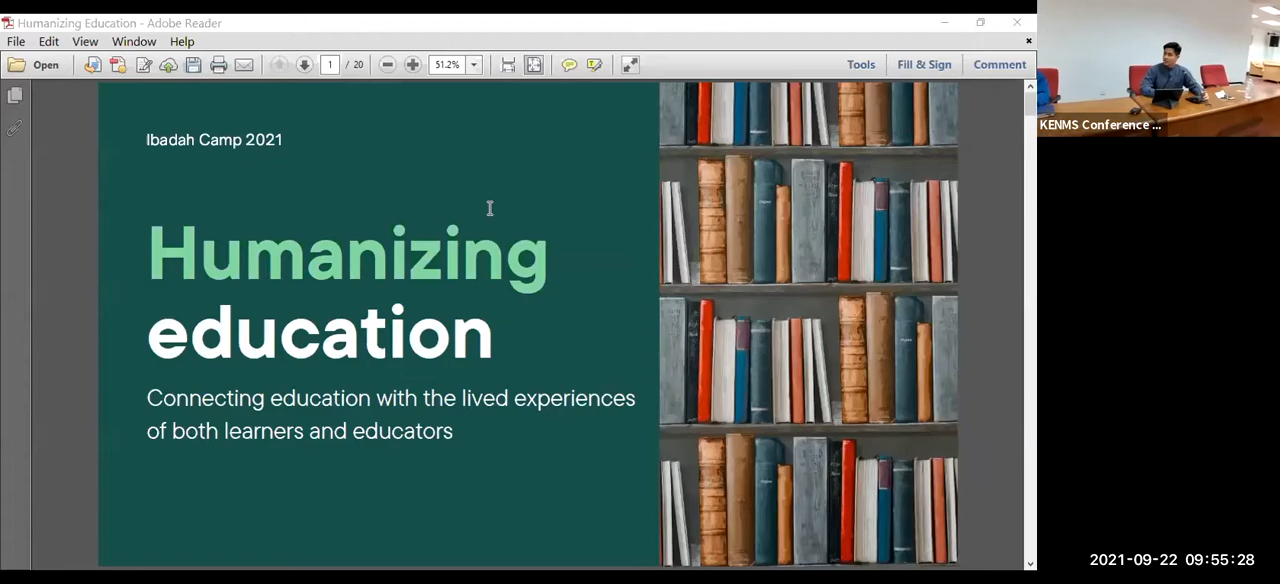 Humanizing Education - Adobe Reader
File Edit View Window Help
Open 1 / 20 51.2% Tools Fill & Sign Comment
Ibadah Camp 2021
Humanizing
education
Connecting education with the lived experiences
of both learners and educators
KENMS Conference ...
2021-09-22 09:55:28